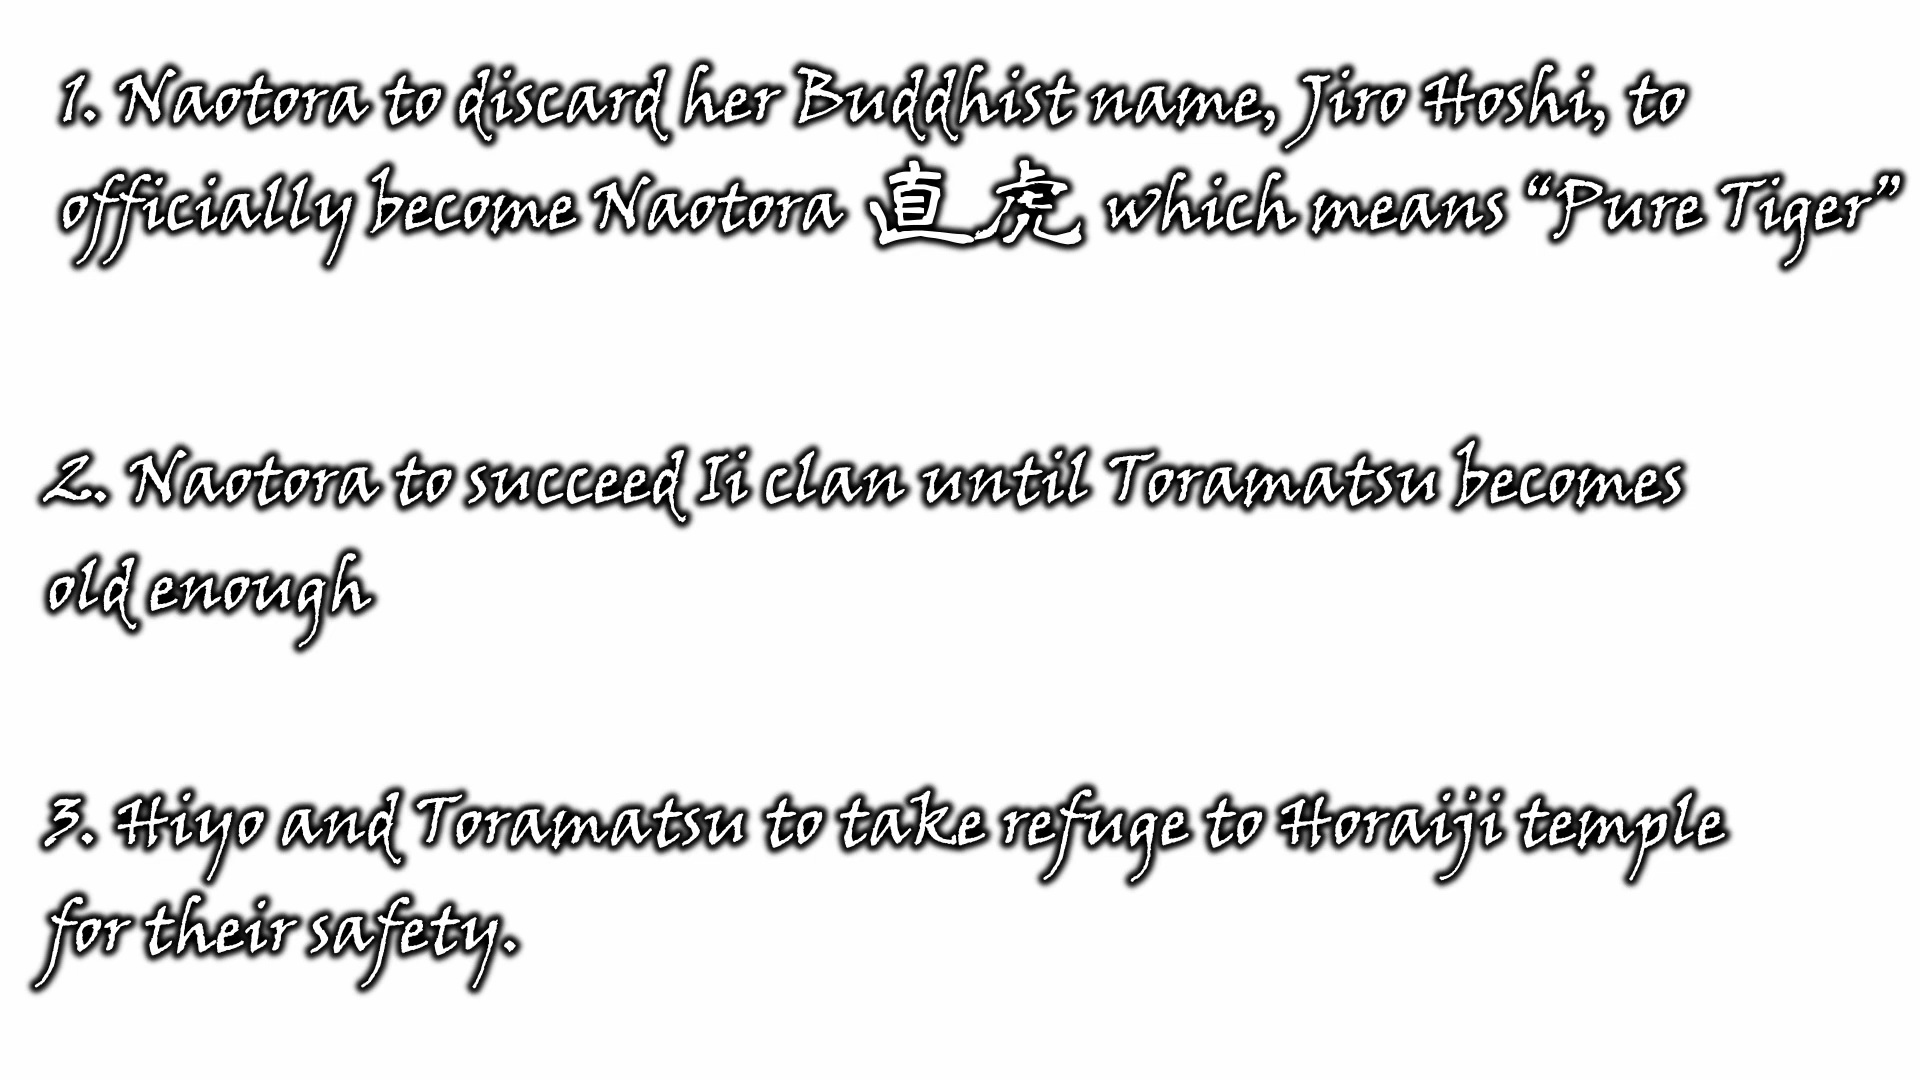 1. Naotora to discard her Buddhist name, Jiro Hoshi, to
officially become Naotora 直虎 which means “Pure Tiger”
2. Naotora to succeed Ii clan until Toramatsu becomes
old enough
3. Hiyo and Toramatsu to take refuge to Horaiji temple
for their safety.